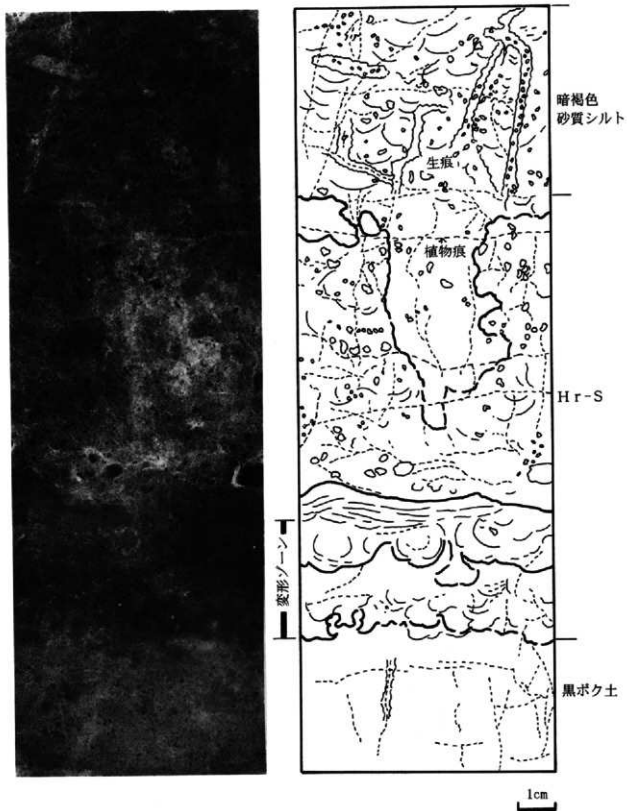 暗褐色
砂質シルト
生痕
植物痕
Hr-S
変形ゾーン
黒ボク土
1cm